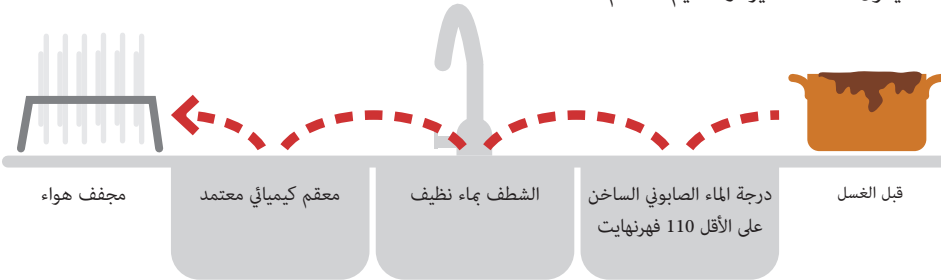 قبل الغسل
درجة الماء الصابوني الساخن
على الأقل 110 فهرنهايت
الشطف بماء نظيف
معقم كيميائي معتمد
مجفف هواء